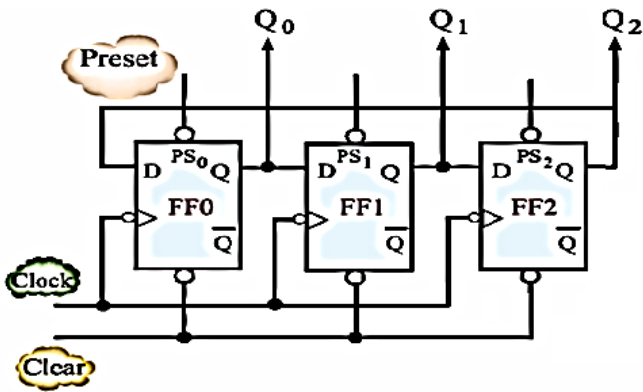 Q0 Q1 Q2
Preset
PS0 PS1 PS2
D Q D Q D Q
FF0 FF1 FF2
Q̅ Q̅ Q̅
Clock
Clear